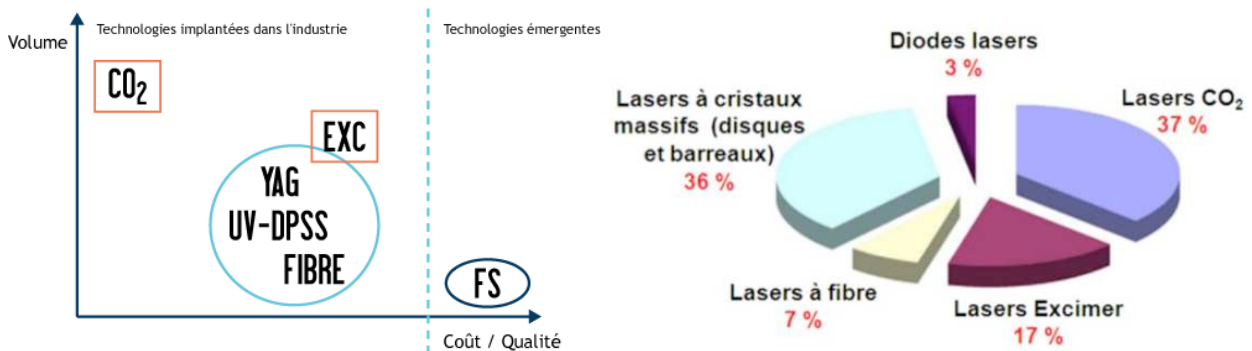 Technologies implantées dans l'industrie
Technologies émergentes
Volume
CO₂
EXC
YAG
UV-DPSS
FIBRE
FS
Coût / Qualité
Diodes lasers
3 %
Lasers CO₂
37 %
Lasers à cristaux
massifs (disques
et barreaux)
36 %
Lasers à fibre
7 %
Lasers Excimer
17 %